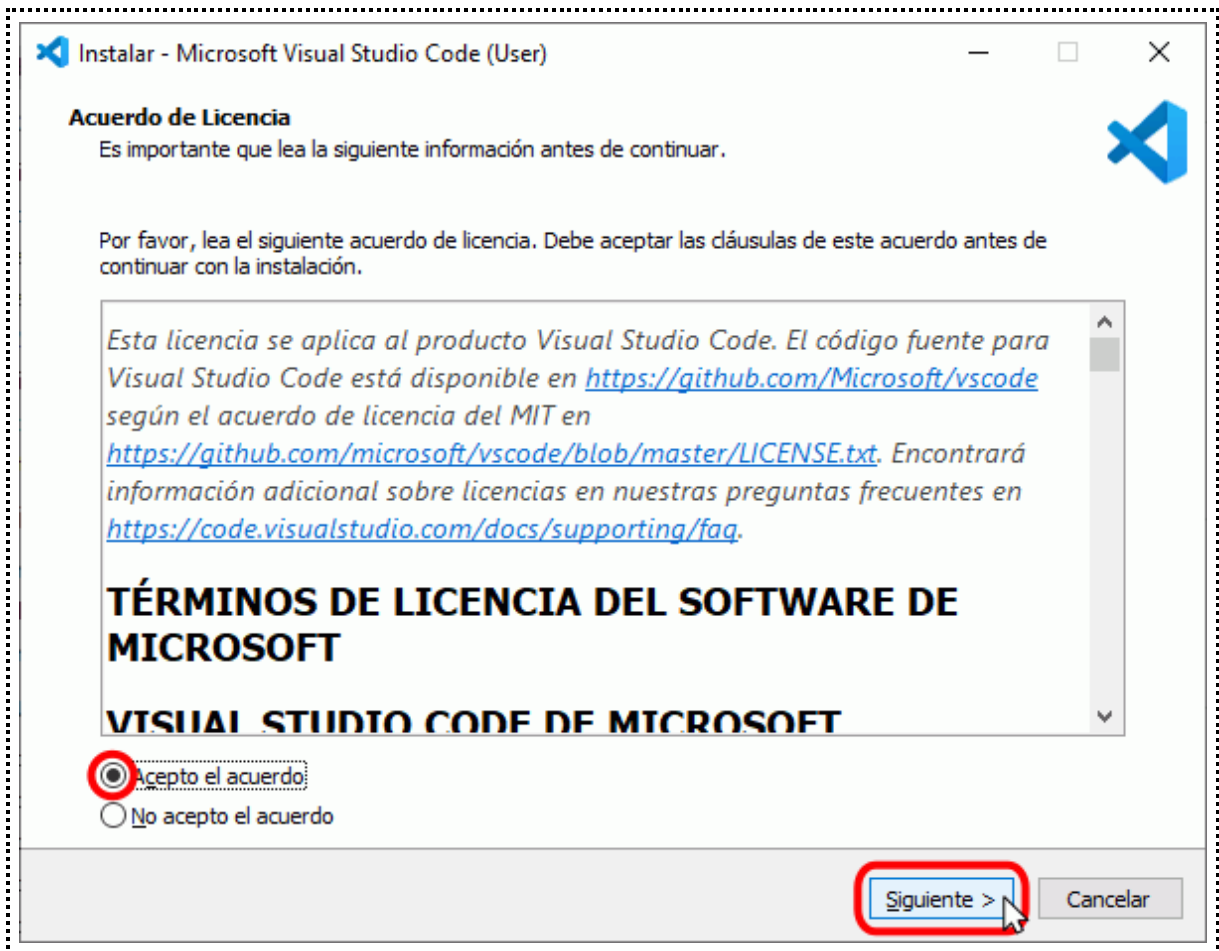 Instalar - Microsoft Visual Studio Code (User)
Acuerdo de Licencia
Es importante que lea la siguiente información antes de continuar.
Por favor, lea el siguiente acuerdo de licencia. Debe aceptar las cláusulas de este acuerdo antes de
continuar con la instalación.
Esta licencia se aplica al producto Visual Studio Code. El código fuente para
Visual Studio Code está disponible en https://github.com/Microsoft/vscode
según el acuerdo de licencia del MIT en
https://github.com/microsoft/vscode/blob/master/LICENSE.txt. Encontrará
información adicional sobre licencias en nuestras preguntas frecuentes en
https://code.visualstudio.com/docs/supporting/faq.
TÉRMINOS DE LICENCIA DEL SOFTWARE DE
MICROSOFT
VISUAL STUDIO CODE DE MICROSOFT
Acepto el acuerdo
No acepto el acuerdo
Siguiente >
Cancelar